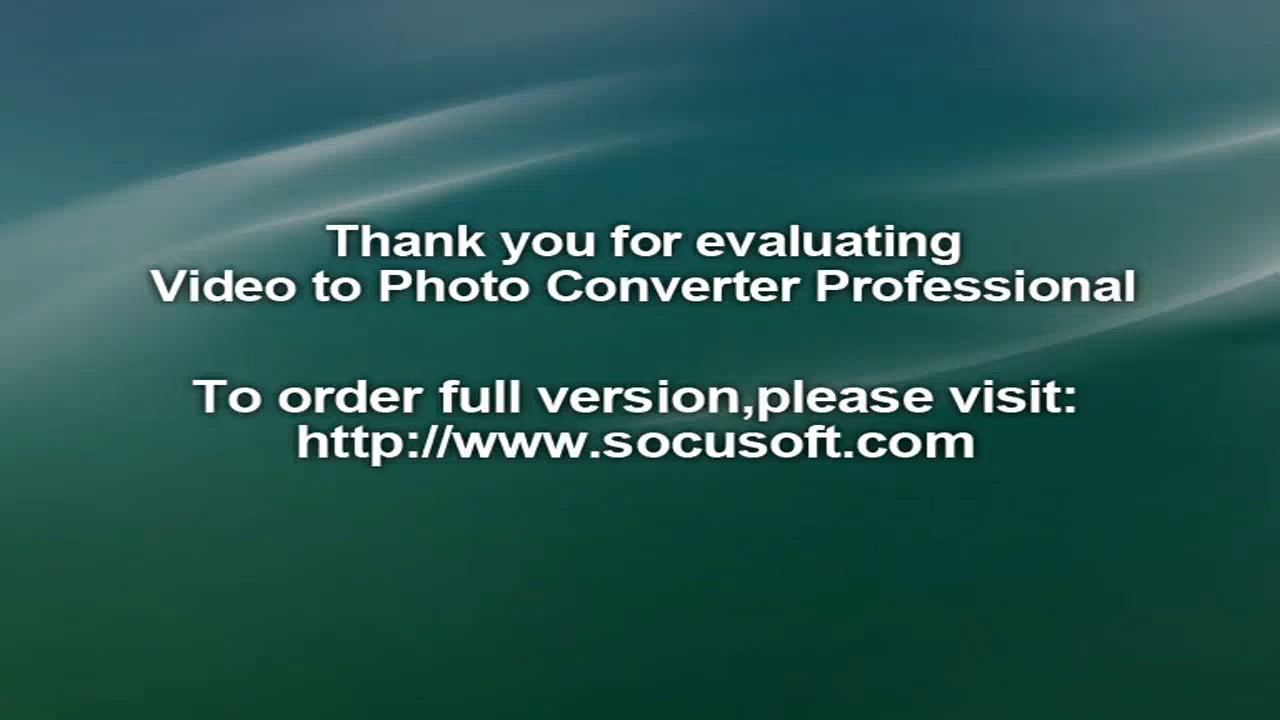 Thank you for evaluating
Video to Photo Converter Professional
To order full version,please visit:
http://www.socusoft.com